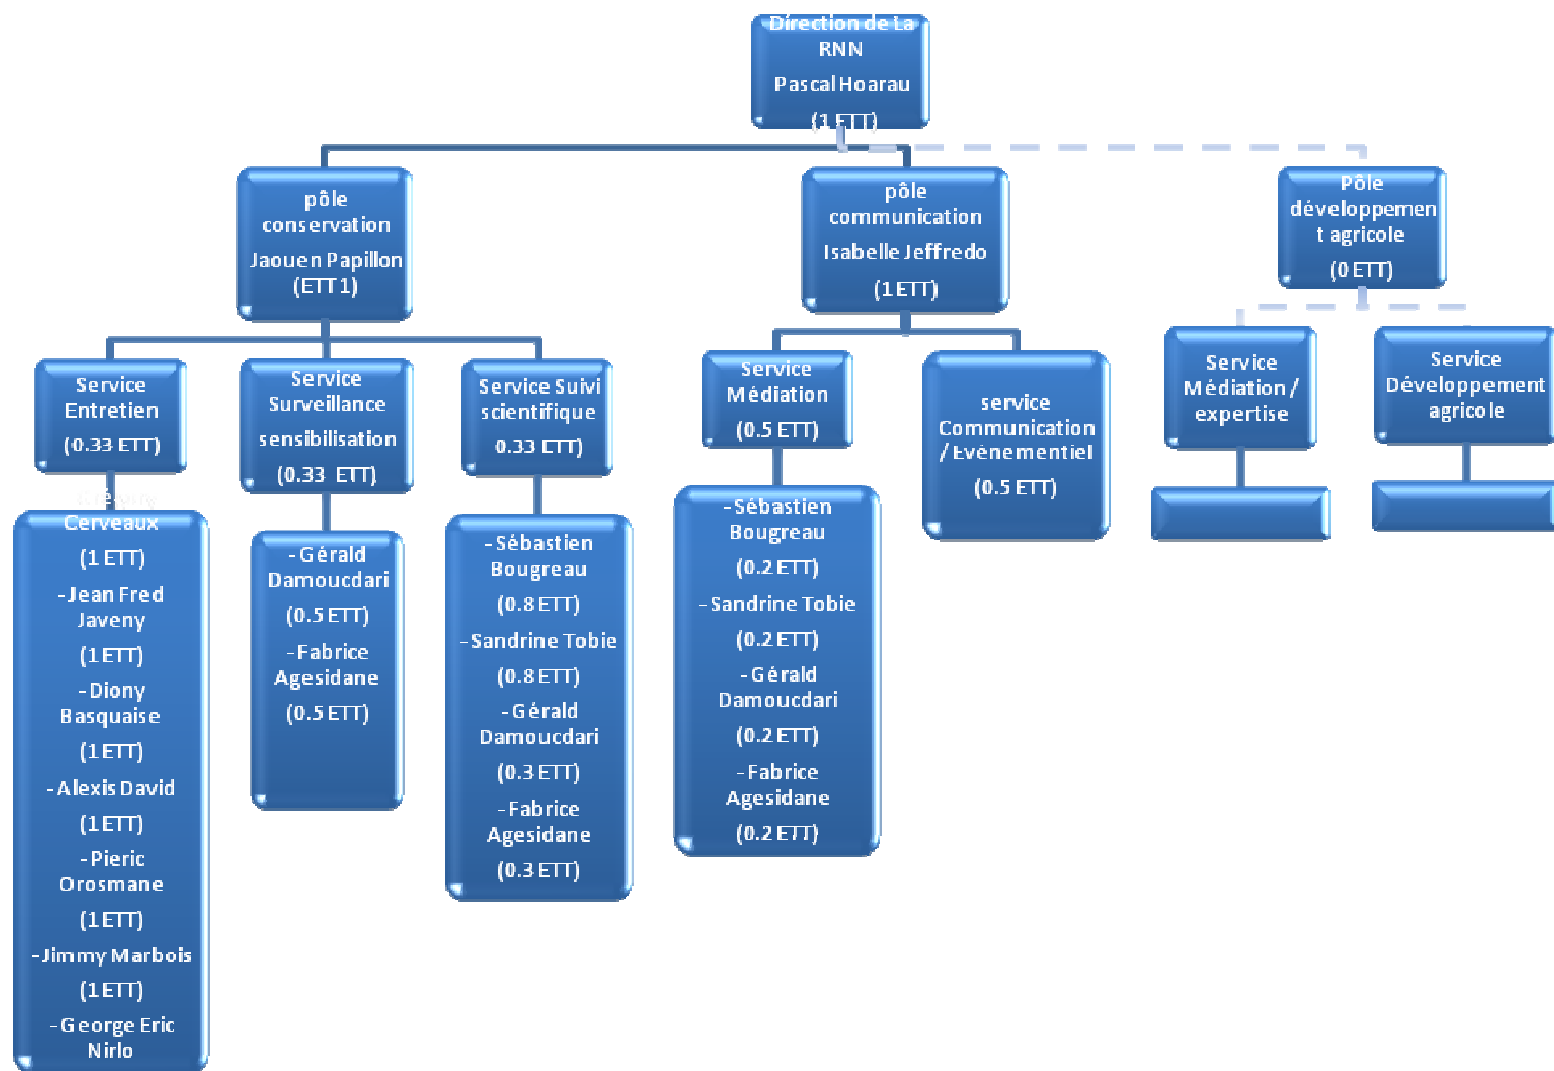 Direction de La
RNN
Pascal Hoarau
(1 ETT)
pôle
conservation
Jaouen Papillon
(ETT 1)
pôle
communication
Isabelle Jeffredo
(1 ETT)
Pôle
développemen
t agricole
(0 ETT)
Service
Entretien
(0.33 ETT)
Service
Surveillance
sensibilisation
(0.33 ETT)
Service Suivi
scientifique
0.33 ETT)
Service
Médiation
(0.5 ETT)
service
Communication
/ Evènementiel
(0.5 ETT)
Service
Médiation /
expertise
Service
Développement
agricole
Cerveaux
(1 ETT)
-Jean Fred
Javeny
(1 ETT)
-Diony
Basquaise
(1 ETT)
-Alexis David
(1 ETT)
-Pieric
Orosmane
(1 ETT)
-Jimmy Marbois
(1 ETT)
-George Eric
Nirlo
-Gérald
Damoucdari
(0.5 ETT)
-Fabrice
Agesidane
(0.5 ETT)
-Sébastien
Bougreau
(0.8 ETT)
-Sandrine Tobie
(0.8 ETT)
-Gérald
Damoucdari
(0.3 ETT)
-Fabrice
Agesidane
(0.3 ETT)
-Sébastien
Bougreau
(0.2 ETT)
-Sandrine Tobie
(0.2 ETT)
-Gérald
Damoucdari
(0.2 ETT)
-Fabrice
Agesidane
(0.2 ETT)